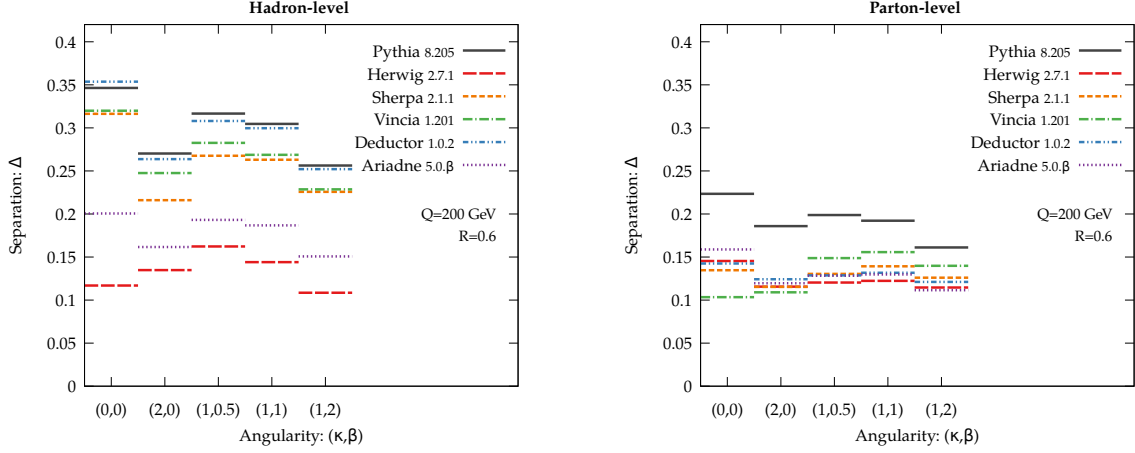 Hadron-level
Separation: Δ
0.4
0.35
0.3
0.25
0.2
0.15
0.1
0.05
0
Pythia 8.205
Herwig 2.7.1
Sherpa 2.1.1
Vincia 1.201
Deductor 1.0.2
Ariadne 5.0.β
Q=200 GeV
R=0.6
(0,0) (2,0) (1,0.5) (1,1) (1,2)
Angularity: (κ,β)
Parton-level
Separation: Δ
0.4
0.35
0.3
0.25
0.2
0.15
0.1
0.05
0
Pythia 8.205
Herwig 2.7.1
Sherpa 2.1.1
Vincia 1.201
Deductor 1.0.2
Ariadne 5.0.β
Q=200 GeV
R=0.6
(0,0) (2,0) (1,0.5) (1,1) (1,2)
Angularity: (κ,β)